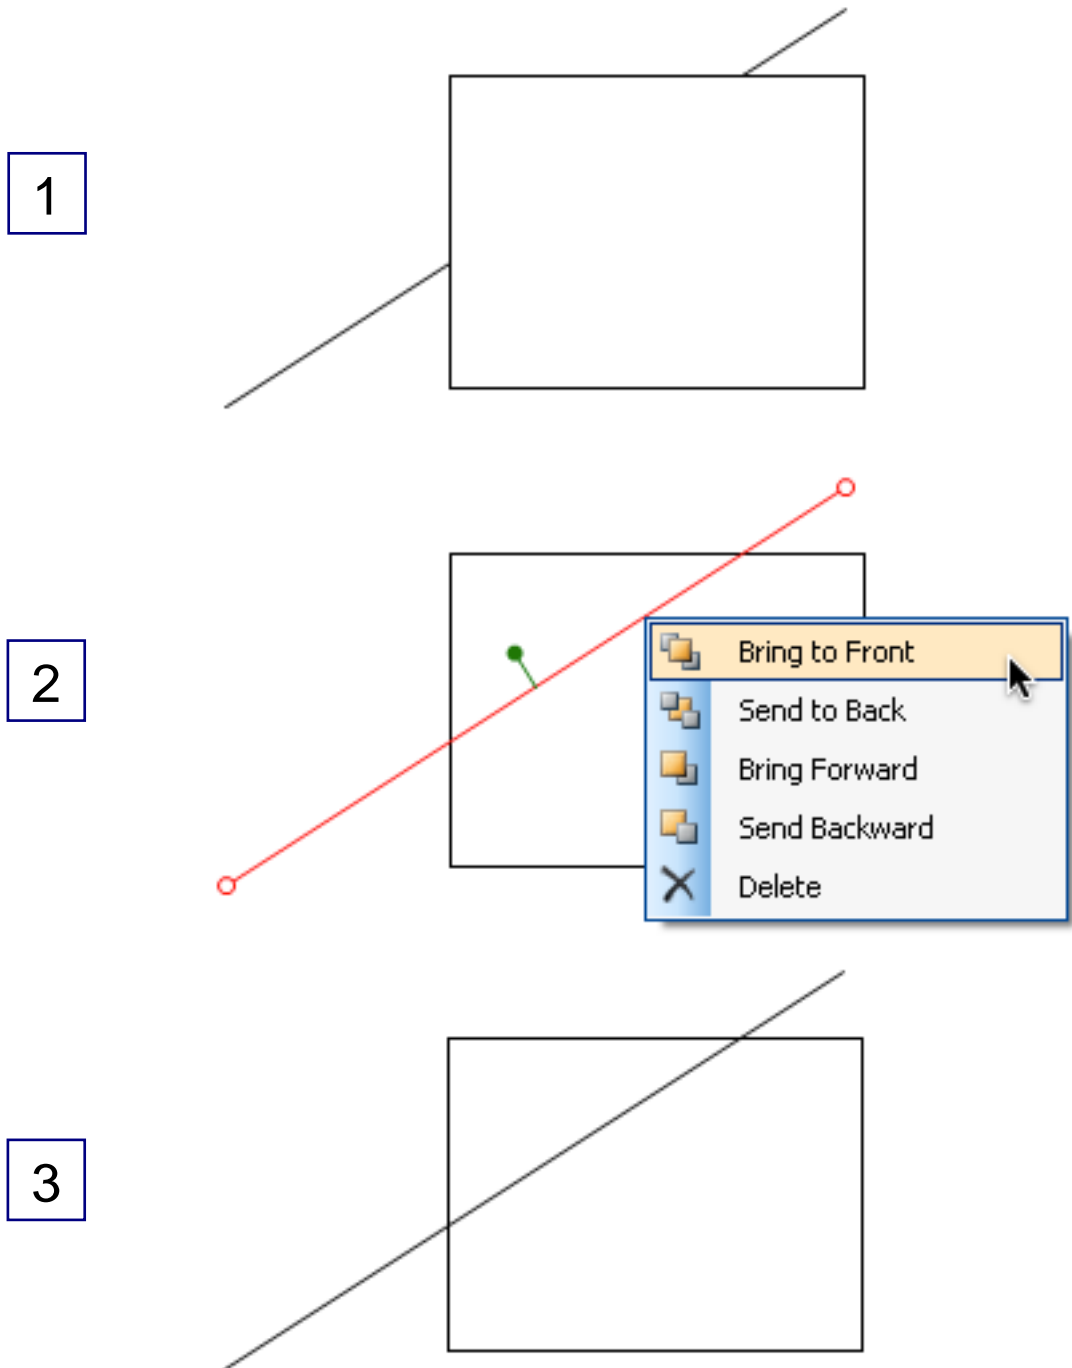 1
2
Bring to Front
Send to Back
Bring Forward
Send Backward
Delete
3